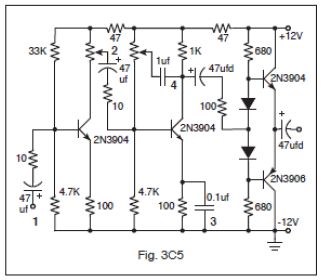 47
47
+12V
33K
2
47
uf
1uf
4
1K
47ufd
680
2N3904
10
100
2N3904
2N3904
47ufd
10
2N3906
47
uf
1
4.7K
100
4.7K
100
0.1uf
3
680
-12V
Fig. 3C5